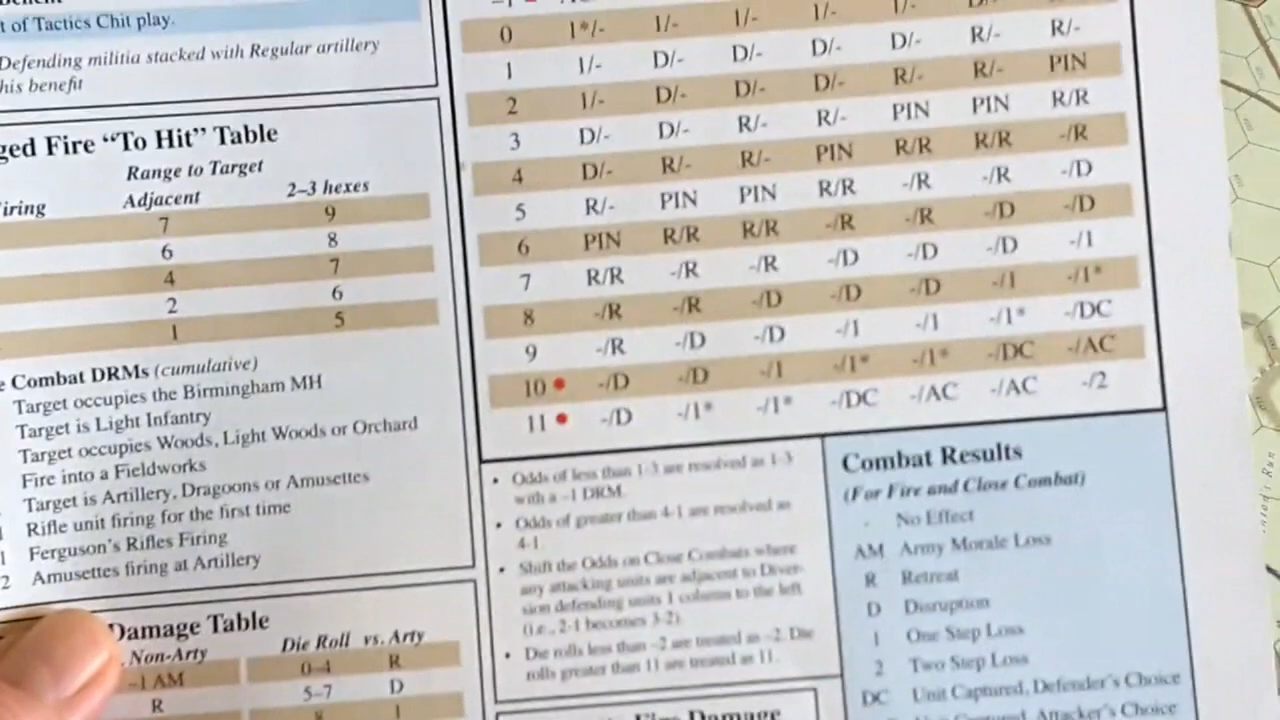 t of Tactics Chit play.
Defending militia stacked with Regular artillery
his benefit
ged Fire “To Hit” Table
Range to Target
iring Adjacent 2–3 hexes
7 9
6 8
4 7
2 6
1 5
e Combat DRMs (cumulative)
Target occupies the Birmingham MH
Target is Light Infantry
Target occupies Woods, Light Woods or Orchard
Fire into a Fieldworks
Target is Artillery, Dragoons or Amusettes
Rifle unit firing for the first time
1 Ferguson's Rifles Firing
2 Amusettes firing at Artillery
Damage Table
Non-Arty Die Roll vs. Arty
–1 AM 0–4 R
R 5–7 D
0 1*/- 1/- 1/- 1/- 1/-
1 1/- D/- D/- D/- D/- R/- R/-
2 1/- D/- D/- D/- R/- R/- PIN
3 D/- D/- R/- R/- PIN PIN R/R
4 D/- R/- R/- PIN R/R R/R -/R
5 R/- PIN PIN R/R -/R -/R -/D
6 PIN R/R R/R -/R -/R -/D -/D
7 R/R -/R -/R -/D -/D -/D -/1
8 -/R -/R -/D -/D -/D -/1 -/1*
9 -/R -/D -/D -/1 -/1 -/1* -/DC
10 • -/D -/D -/1 -/1* -/1* -/DC -/AC
11 • -/D -/1* -/1* -/DC -/AC -/AC -/2
• Odds of less than 1-3 are resolved as 1-3
with a –1 DRM.
• Odds of greater than 4-1 are resolved as
4-1.
• Shift the Odds on Close Combats where
any attacking units are adjacent to Diver-
sion defending units 1 column to the left
(i.e., 2-1 becomes 3-2).
• Die rolls less than –2 are treated as –2. Die
rolls greater than 11 are treated as 11.
Combat Results
(For Fire and Close Combat)
- No Effect
AM Army Morale Loss
R Retreat
D Disruption
1 One Step Loss
2 Two Step Loss
DC Unit Captured, Defender's Choice
Captured, Attacker's Choice
Fire Damage